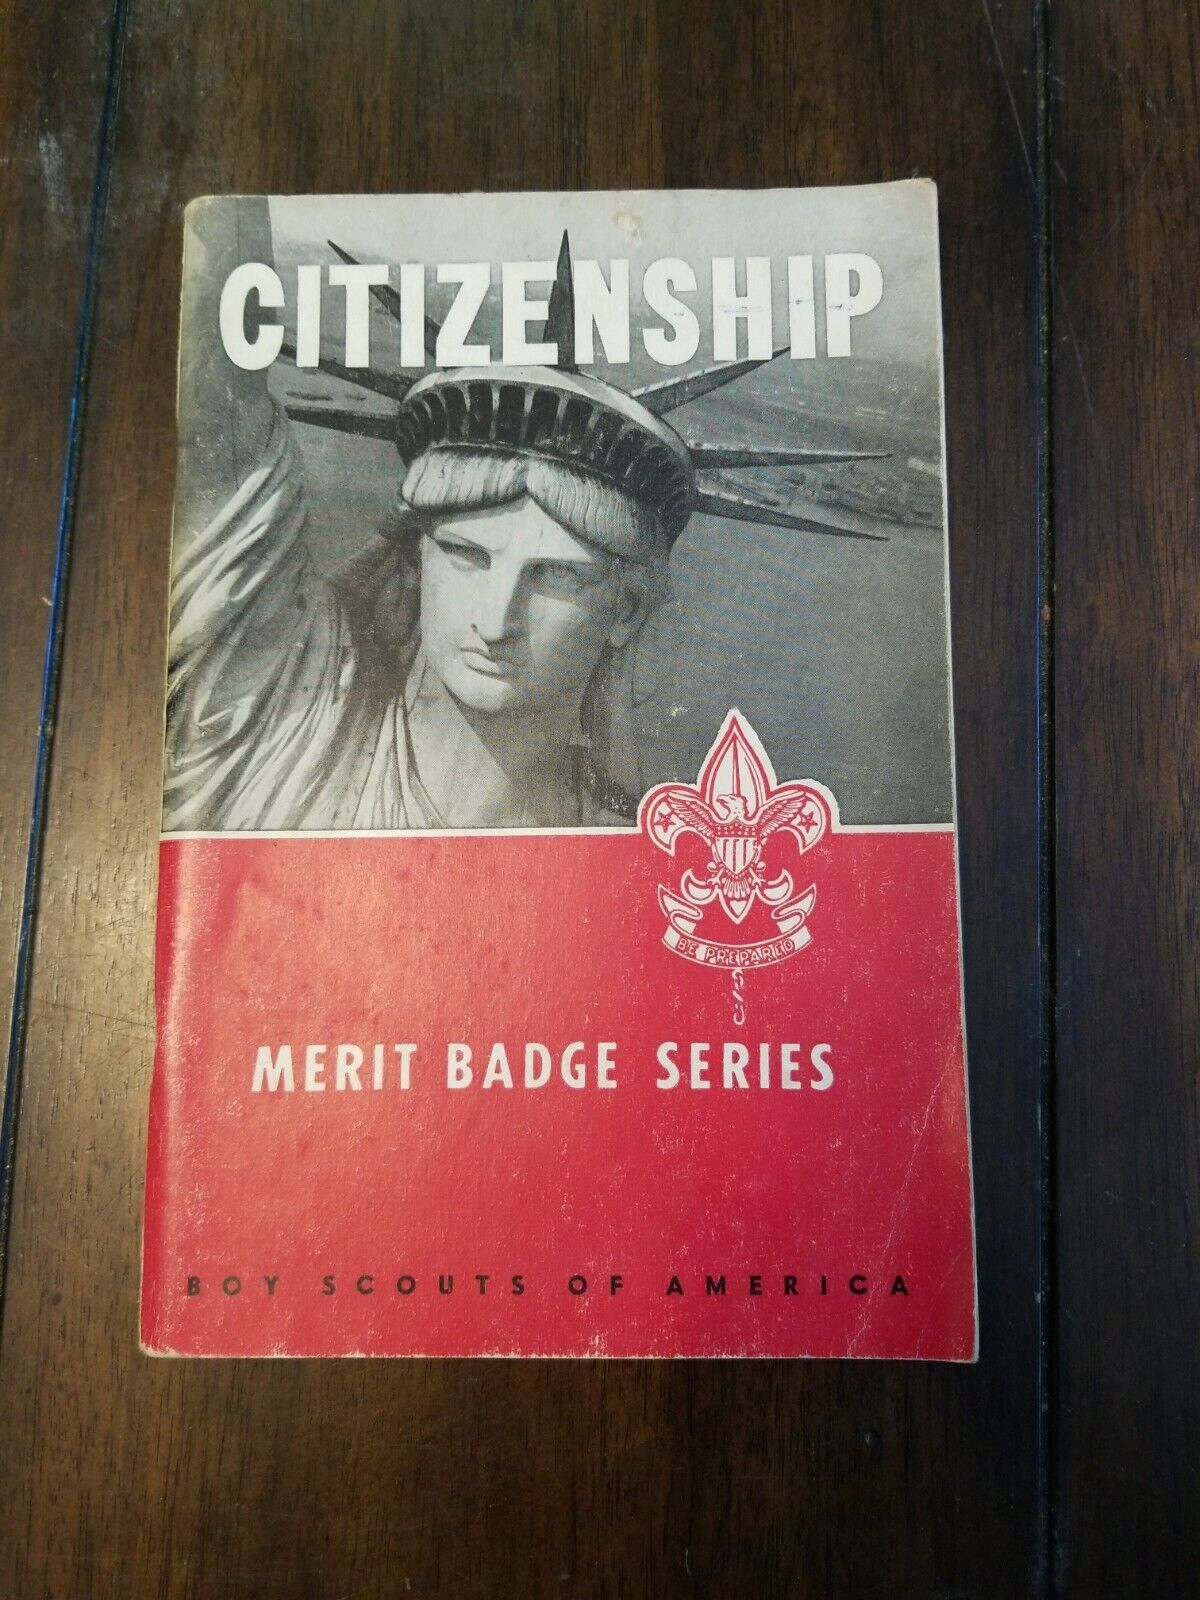 CITIZENSHIP
BE PREPARED
MERIT BADGE SERIES
BOY SCOUTS OF AMERICA